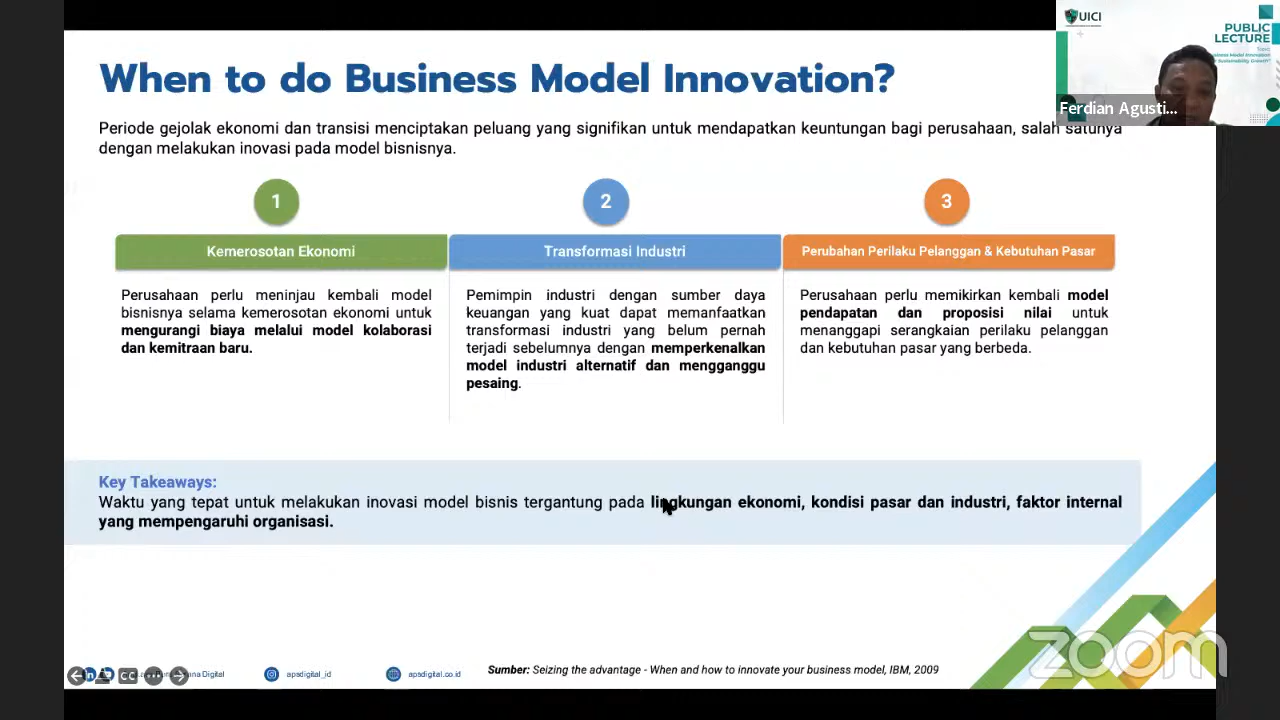 When to do Business Model Innovation?
Periode gejolak ekonomi dan transisi menciptakan peluang yang signifikan untuk mendapatkan keuntungan bagi perusahaan, salah satunya
dengan melakukan inovasi pada model bisnisnya.
1
Kemerosotan Ekonomi
Perusahaan perlu meninjau kembali model
bisnisnya selama kemerosotan ekonomi untuk
mengurangi biaya melalui model kolaborasi
dan kemitraan baru.
2
Transformasi Industri
Pemimpin industri dengan sumber daya
keuangan yang kuat dapat memanfaatkan
transformasi industri yang belum pernah
terjadi sebelumnya dengan memperkenalkan
model industri alternatif dan mengganggu
pesaing.
3
Perubahan Perilaku Pelanggan & Kebutuhan Pasar
Perusahaan perlu memikirkan kembali model
pendapatan dan proposisi nilai untuk
menanggapi serangkaian perilaku pelanggan
dan kebutuhan pasar yang berbeda.
Key Takeaways:
Waktu yang tepat untuk melakukan inovasi model bisnis tergantung pada lingkungan ekonomi, kondisi pasar dan industri, faktor internal
yang mempengaruhi organisasi.
Digital
apsdigital_id
apsdigital.co.id
Sumber: Seizing the advantage - When and how to innovate your business model, IBM, 2009
zoom
UICI
PUBLIC
LECTURE
Ferdian Agusti...
CC